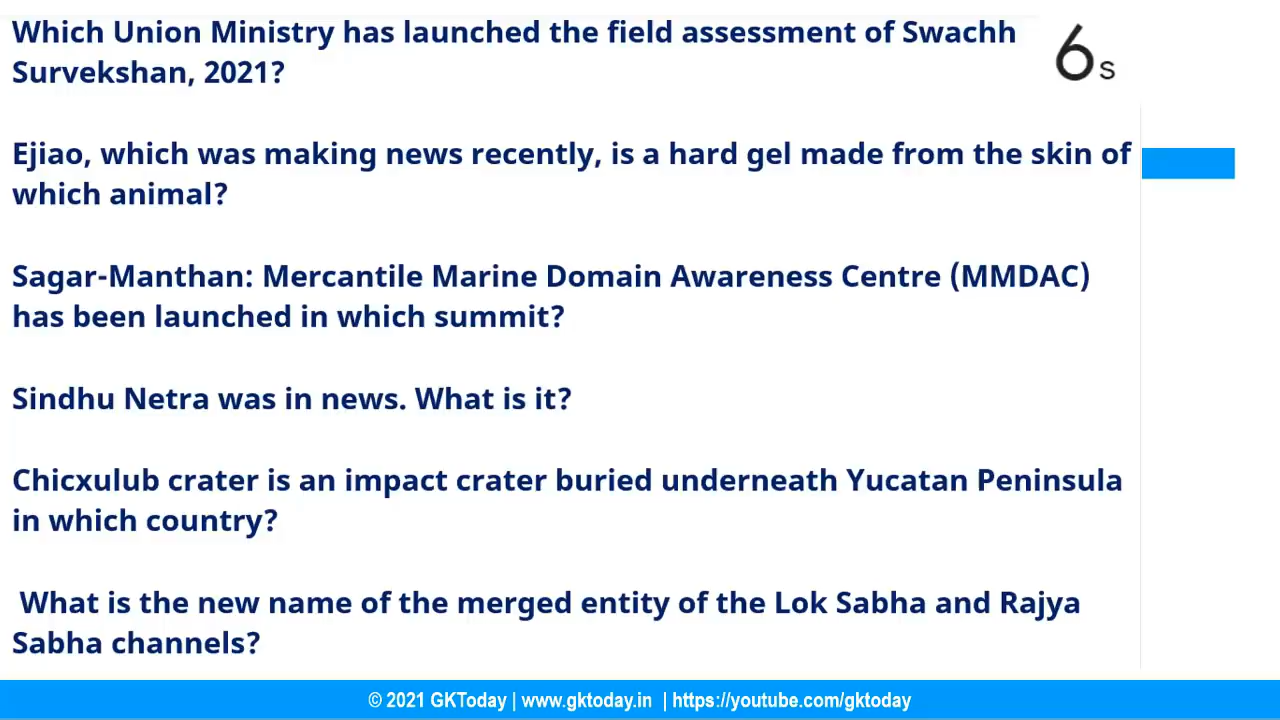 Which Union Ministry has launched the field assessment of Swachh
Survekshan, 2021?
6s
Ejiao, which was making news recently, is a hard gel made from the skin of
which animal?
Sagar-Manthan: Mercantile Marine Domain Awareness Centre (MMDAC)
has been launched in which summit?
Sindhu Netra was in news. What is it?
Chicxulub crater is an impact crater buried underneath Yucatan Peninsula
in which country?
What is the new name of the merged entity of the Lok Sabha and Rajya
Sabha channels?
© 2021 GKToday | www.gktoday.in | https://youtube.com/gktoday